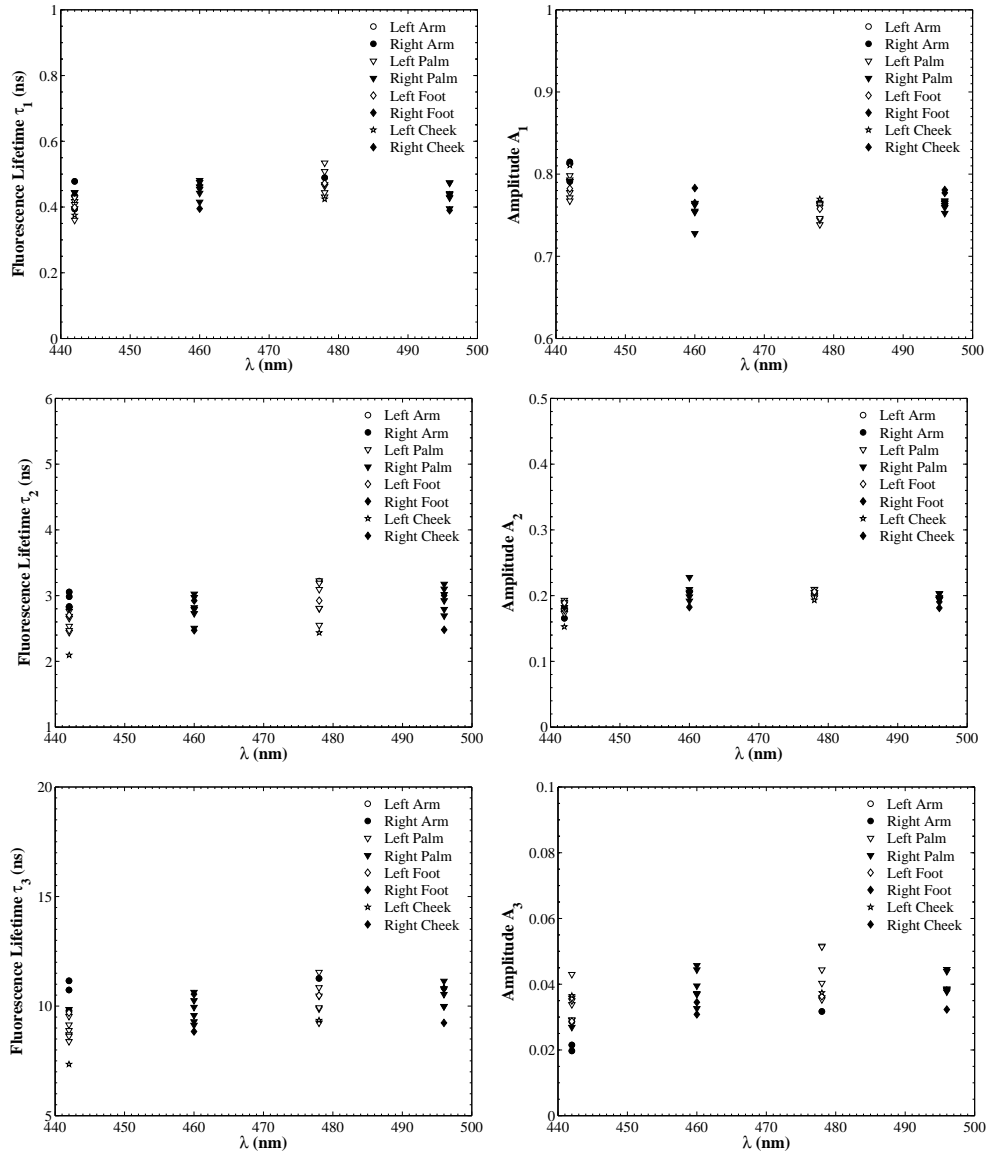 Fluorescence Lifetime τ1 (ns)
1
0.8
0.6
0.4
0.2
0
440 450 460 470 480 490 500
λ (nm)
Left Arm
Right Arm
Left Palm
Right Palm
Left Foot
Right Foot
Left Cheek
Right Cheek
Amplitude A1
1
0.9
0.8
0.7
0.6
440 450 460 470 480 490 500
λ (nm)
Left Arm
Right Arm
Left Palm
Right Palm
Left Foot
Right Foot
Left Cheek
Right Cheek
Fluorescence Lifetime τ2 (ns)
6
5
4
3
2
1
440 450 460 470 480 490 500
λ (nm)
Left Arm
Right Arm
Left Palm
Right Palm
Left Foot
Right Foot
Left Cheek
Right Cheek
Amplitude A2
0.5
0.4
0.3
0.2
0.1
0
440 450 460 470 480 490 500
λ (nm)
Left Arm
Right Arm
Left Palm
Right Palm
Left Foot
Right Foot
Left Cheek
Right Cheek
Fluorescence Lifetime τ3 (ns)
20
15
10
5
440 450 460 470 480 490 500
λ (nm)
Left Arm
Right Arm
Left Palm
Right Palm
Left Foot
Right Foot
Left Cheek
Right Cheek
Amplitude A3
0.1
0.08
0.06
0.04
0.02
0
440 450 460 470 480 490 500
λ (nm)
Left Arm
Right Arm
Left Palm
Right Palm
Left Foot
Right Foot
Left Cheek
Right Cheek